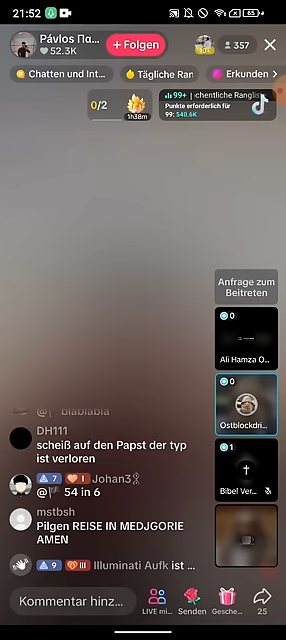 21:52
Pávlos Πα...
52.3K
+ Folgen
357
Chatten und Int...
Tägliche Ran
Erkunden
0/2
1h38m
99+
chentliche Rangliste
Punkte erforderlich für
99: 540.6K
Anfrage zum
Beitreten
0
Ali Hamza O...
0
Ostblockdri...
1
Bibel Ver...
@ blablabla
DH111
scheiß auf den Papst der typ
ist verloren
7 I Johan3
@ 54 in 6
mstbsh
Pilgen REISE IN MEDJGORIE
AMEN
9 III Illuminati Aufk ist ...
Kommentar hinz...
LIVE mi...
Senden
Gesche...
25